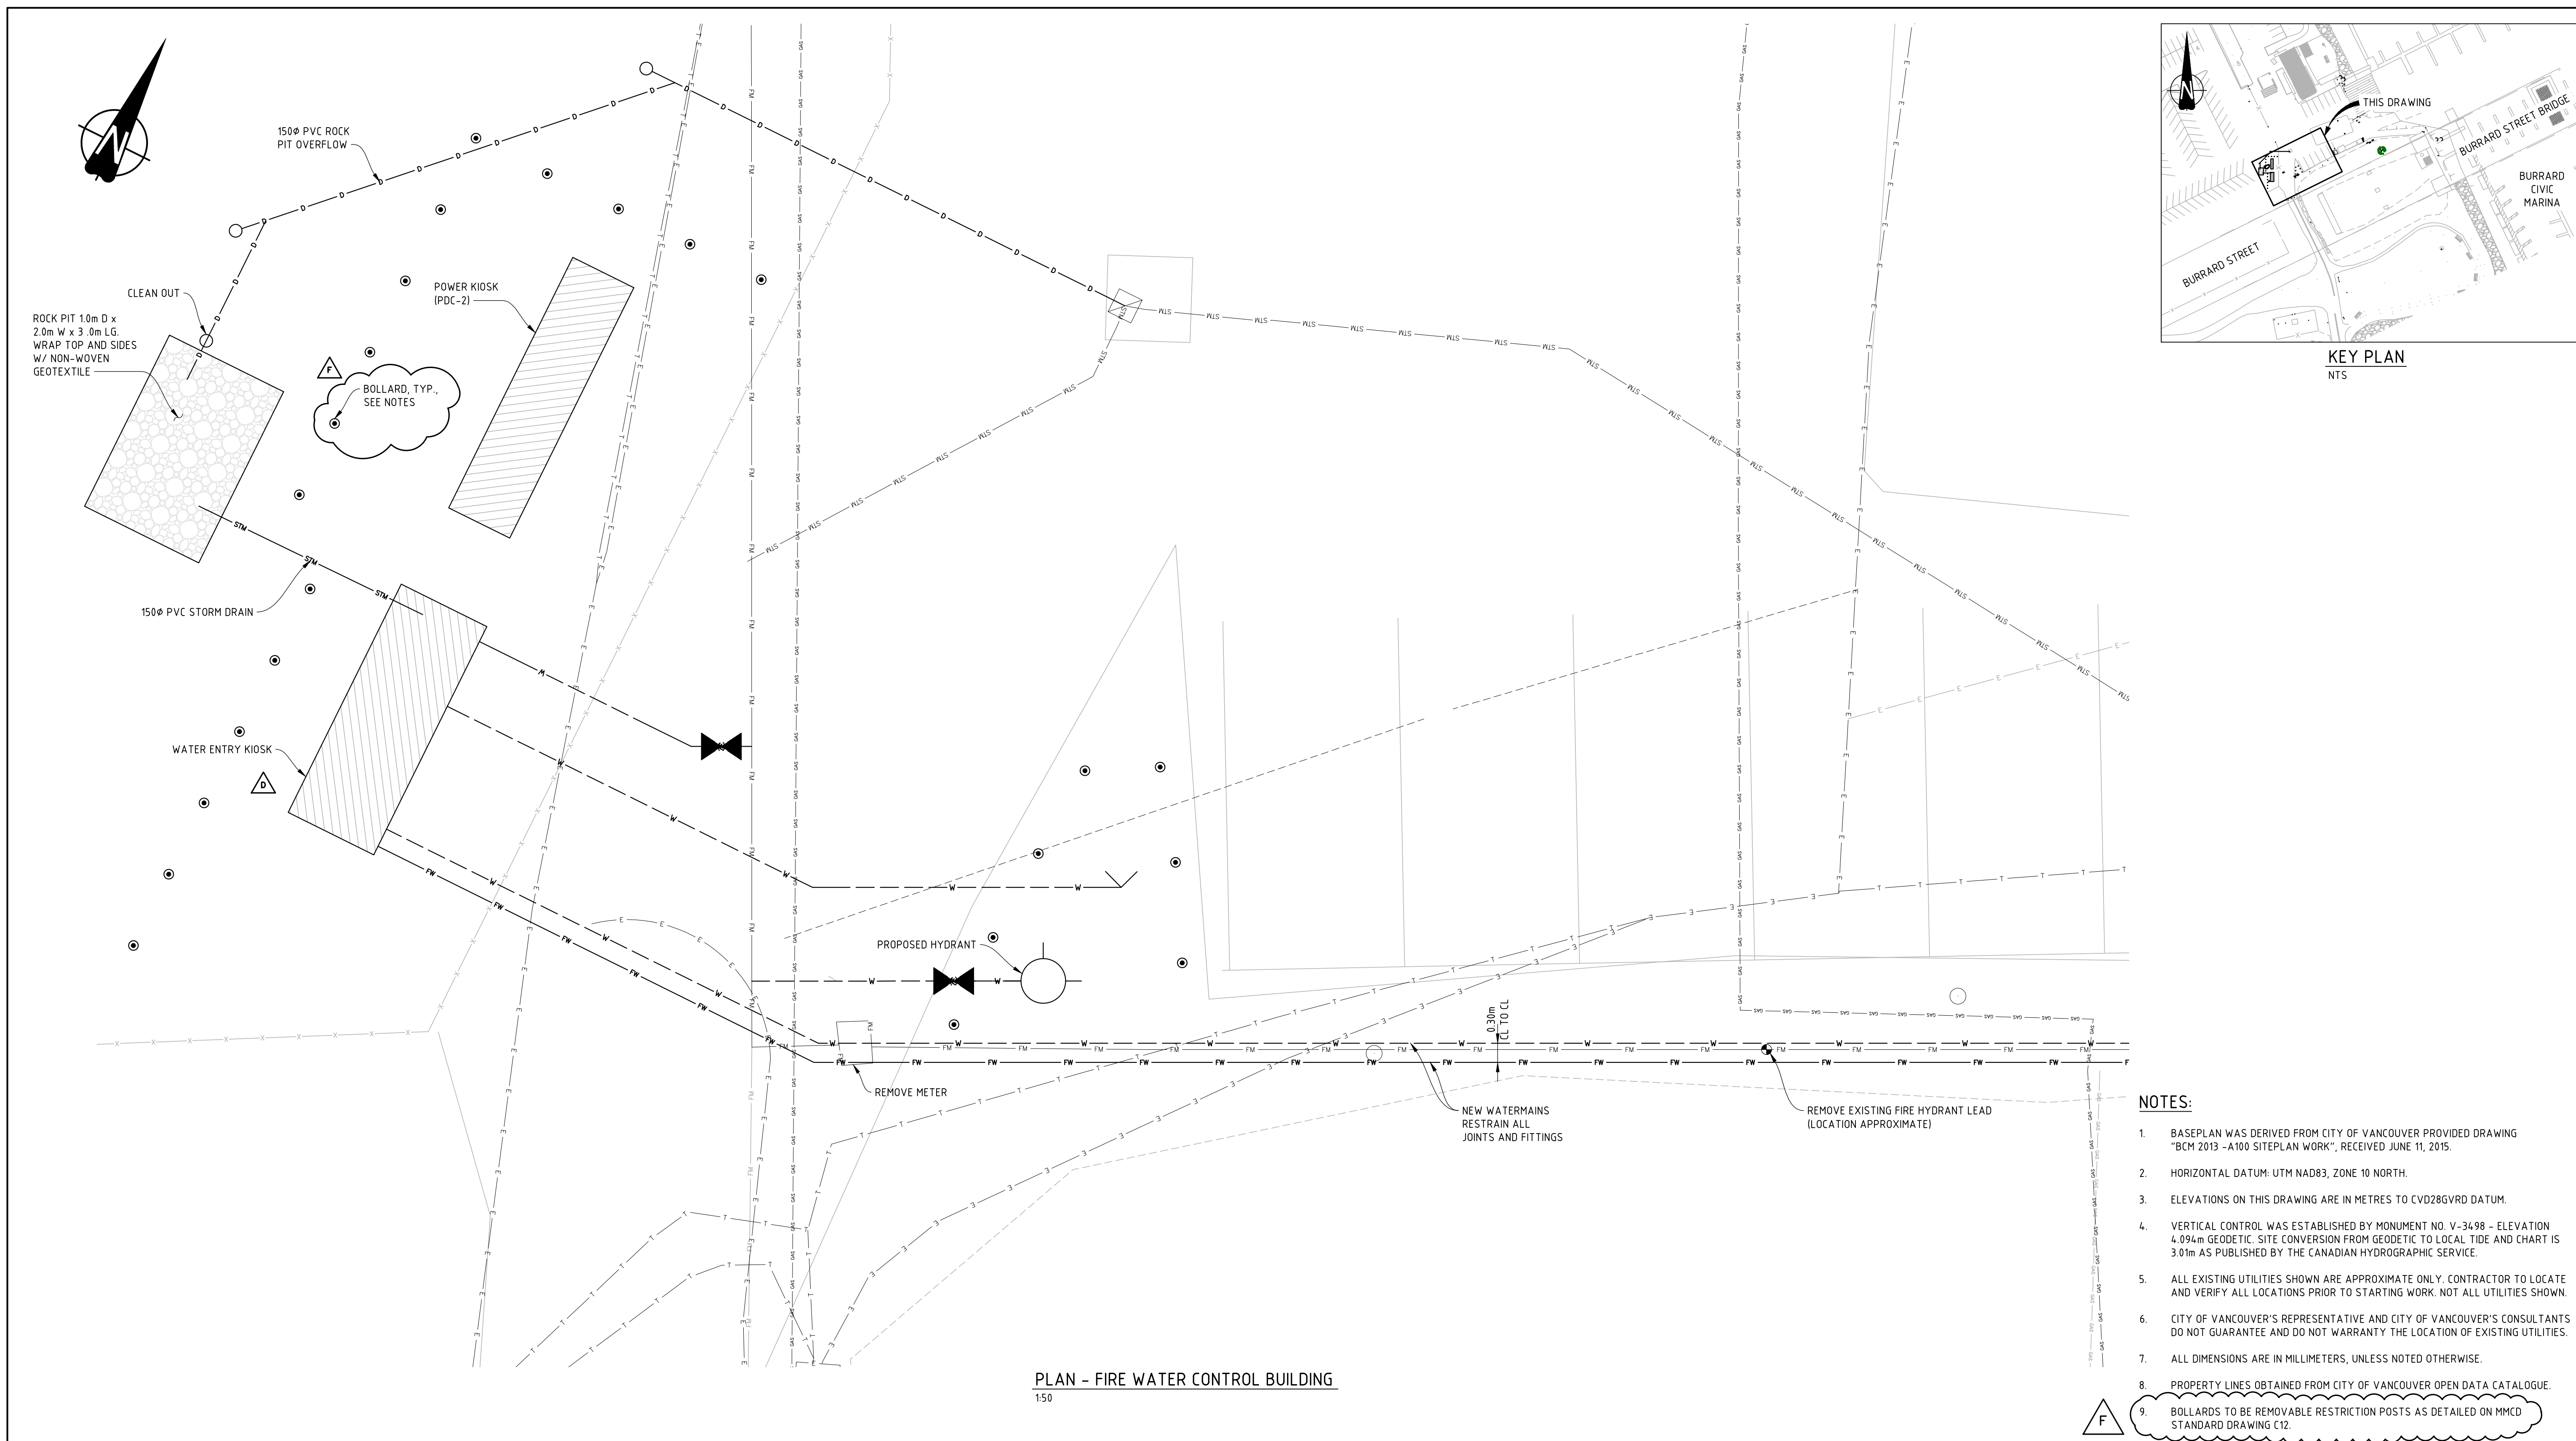 N
150Ø PVC ROCK
PIT OVERFLOW
CLEAN OUT
ROCK PIT 1.0m D x
2.0m W x 3 .0m LG.
WRAP TOP AND SIDES
W/ NON-WOVEN
GEOTEXTILE
POWER KIOSK
(PDC-2)
F
BOLLARD, TYP.,
SEE NOTES
150Ø PVC STORM DRAIN
WATER ENTRY KIOSK
D
PROPOSED HYDRANT
REMOVE METER
0.30m
CL TO CL
NEW WATERMAINS
RESTRAIN ALL
JOINTS AND FITTINGS
REMOVE EXISTING FIRE HYDRANT LEAD
(LOCATION APPROXIMATE)
PLAN - FIRE WATER CONTROL BUILDING
1:50
N
THIS DRAWING
BURRARD STREET BRIDGE
BURRARD
CIVIC
MARINA
BURRARD STREET
KEY PLAN
NTS
NOTES:
1. BASEPLAN WAS DERIVED FROM CITY OF VANCOUVER PROVIDED DRAWING
"BCM 2013 -A100 SITEPLAN WORK", RECEIVED JUNE 11, 2015.
2. HORIZONTAL DATUM: UTM NAD83, ZONE 10 NORTH.
3. ELEVATIONS ON THIS DRAWING ARE IN METRES TO CVD28GVRD DATUM.
4. VERTICAL CONTROL WAS ESTABLISHED BY MONUMENT NO. V-3498 - ELEVATION
4.094m GEODETIC. SITE CONVERSION FROM GEODETIC TO LOCAL TIDE AND CHART IS
3.01m AS PUBLISHED BY THE CANADIAN HYDROGRAPHIC SERVICE.
5. ALL EXISTING UTILITIES SHOWN ARE APPROXIMATE ONLY. CONTRACTOR TO LOCATE
AND VERIFY ALL LOCATIONS PRIOR TO STARTING WORK. NOT ALL UTILITIES SHOWN.
6. CITY OF VANCOUVER'S REPRESENTATIVE AND CITY OF VANCOUVER'S CONSULTANTS
DO NOT GUARANTEE AND DO NOT WARRANTY THE LOCATION OF EXISTING UTILITIES.
7. ALL DIMENSIONS ARE IN MILLIMETERS, UNLESS NOTED OTHERWISE.
8. PROPERTY LINES OBTAINED FROM CITY OF VANCOUVER OPEN DATA CATALOGUE.
F
9. BOLLARDS TO BE REMOVABLE RESTRICTION POSTS AS DETAILED ON MMCD
STANDARD DRAWING C12.